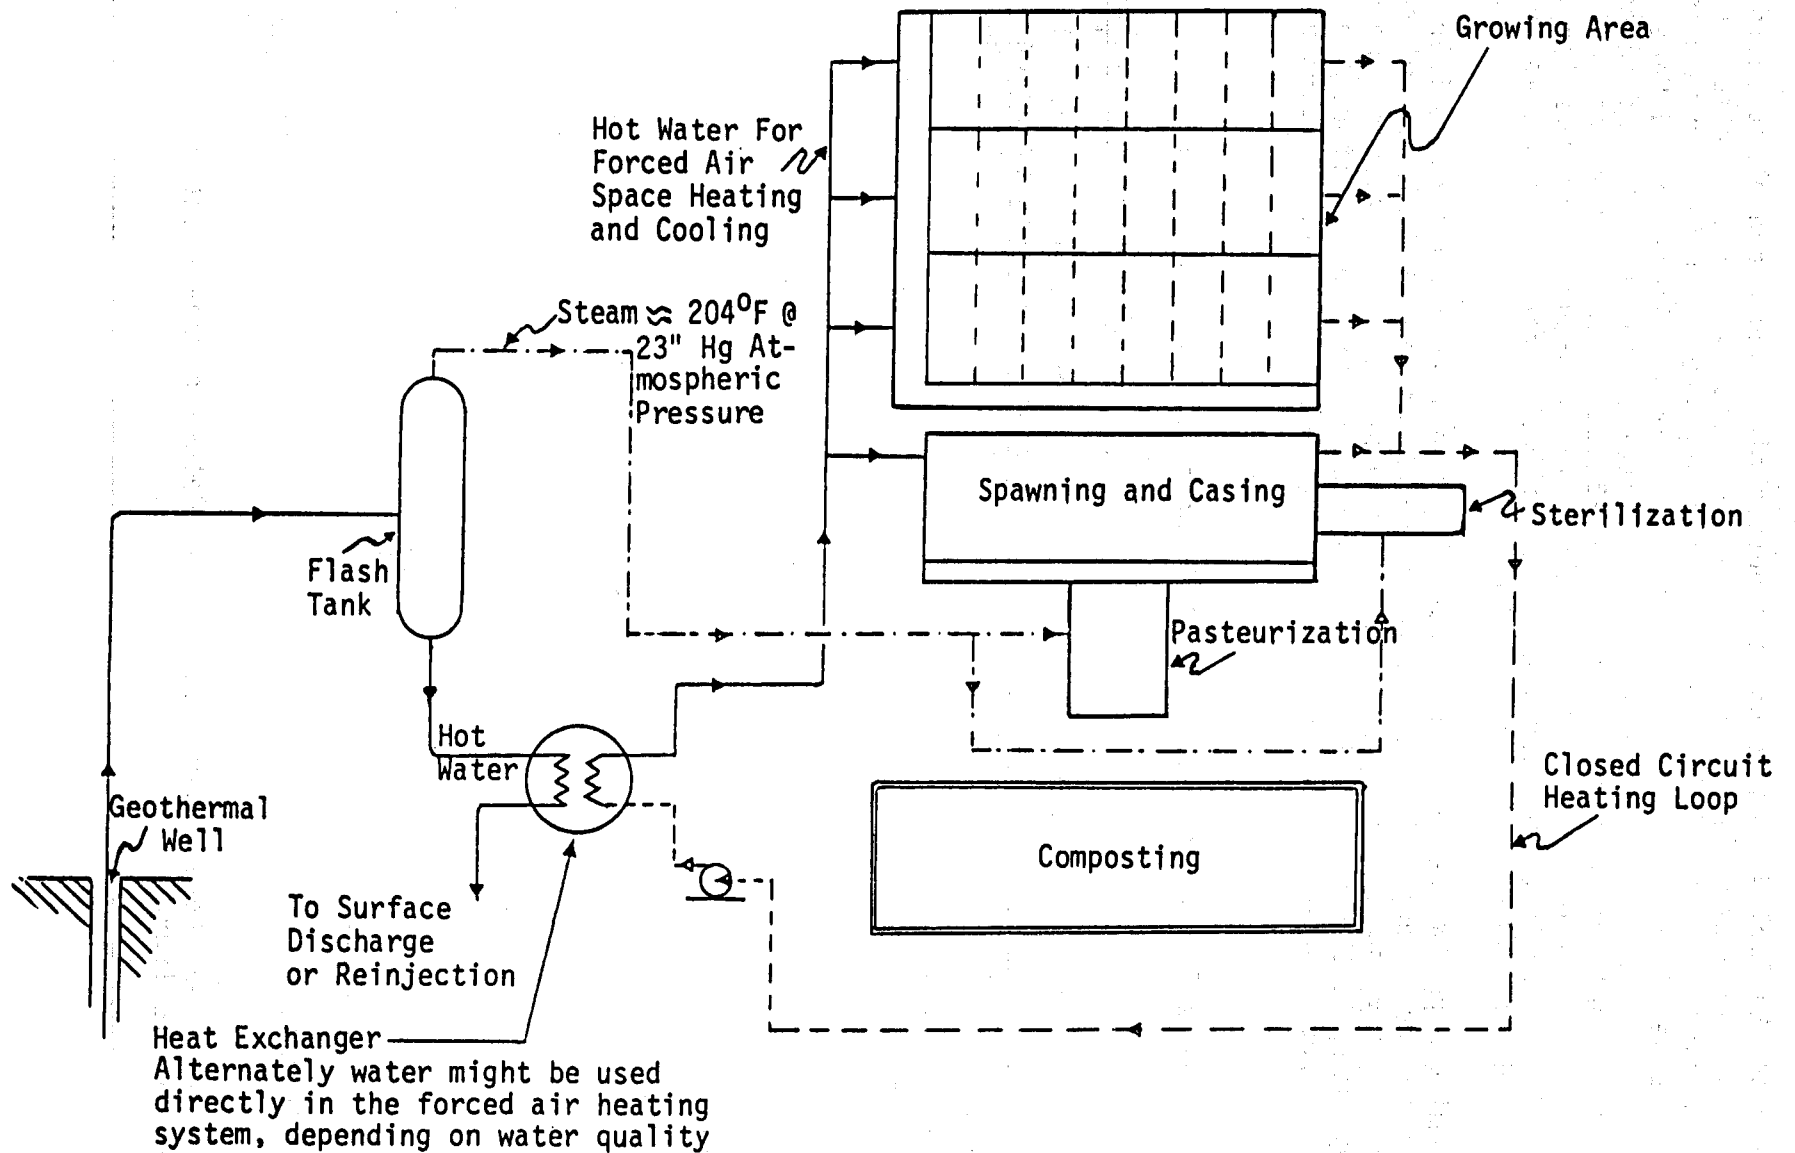 Growing Area
Hot Water For
Forced Air
Space Heating
and Cooling
Steam ≈ 204°F @
23" Hg At-
mospheric
Pressure
Spawning and Casing
Sterilization
Flash
Tank
Pasteurization
Hot
Water
Closed Circuit
Heating Loop
Geothermal
Well
Composting
To Surface
Discharge
or Reinjection
Heat Exchanger
Alternately water might be used
directly in the forced air heating
system, depending on water quality